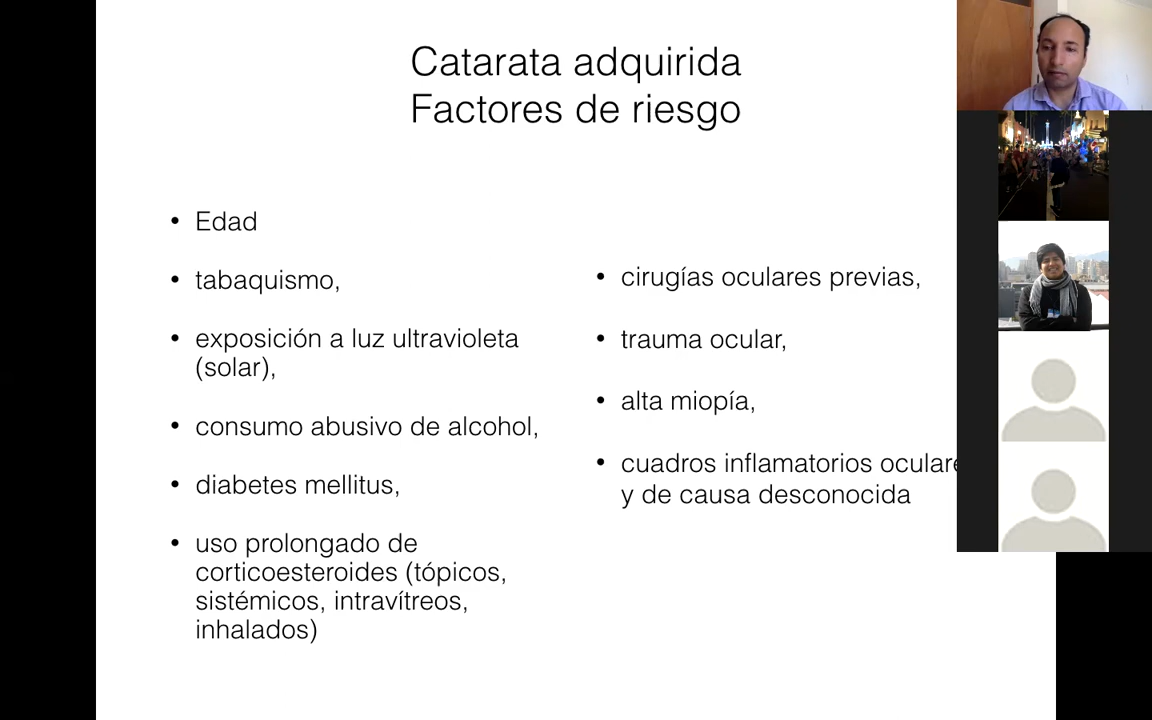 Catarata adquirida
Factores de riesgo
• Edad
• tabaquismo,
• exposición a luz ultravioleta
(solar),
• consumo abusivo de alcohol,
• diabetes mellitus,
• uso prolongado de
corticoesteroides (tópicos,
sistémicos, intravítreos,
inhalados)
• cirugías oculares previas,
• trauma ocular,
• alta miopía,
• cuadros inflamatorios oculare
y de causa desconocida